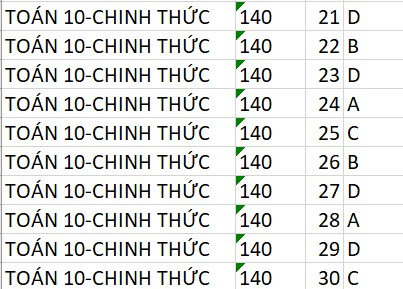 TOÁN 10-CHINH THỨC 140 21 D
TOÁN 10-CHINH THỨC 140 22 B
TOÁN 10-CHINH THỨC 140 23 D
TOÁN 10-CHINH THỨC 140 24 A
TOÁN 10-CHINH THỨC 140 25 C
TOÁN 10-CHINH THỨC 140 26 B
TOÁN 10-CHINH THỨC 140 27 D
TOÁN 10-CHINH THỨC 140 28 A
TOÁN 10-CHINH THỨC 140 29 D
TOÁN 10-CHINH THỨC 140 30 C